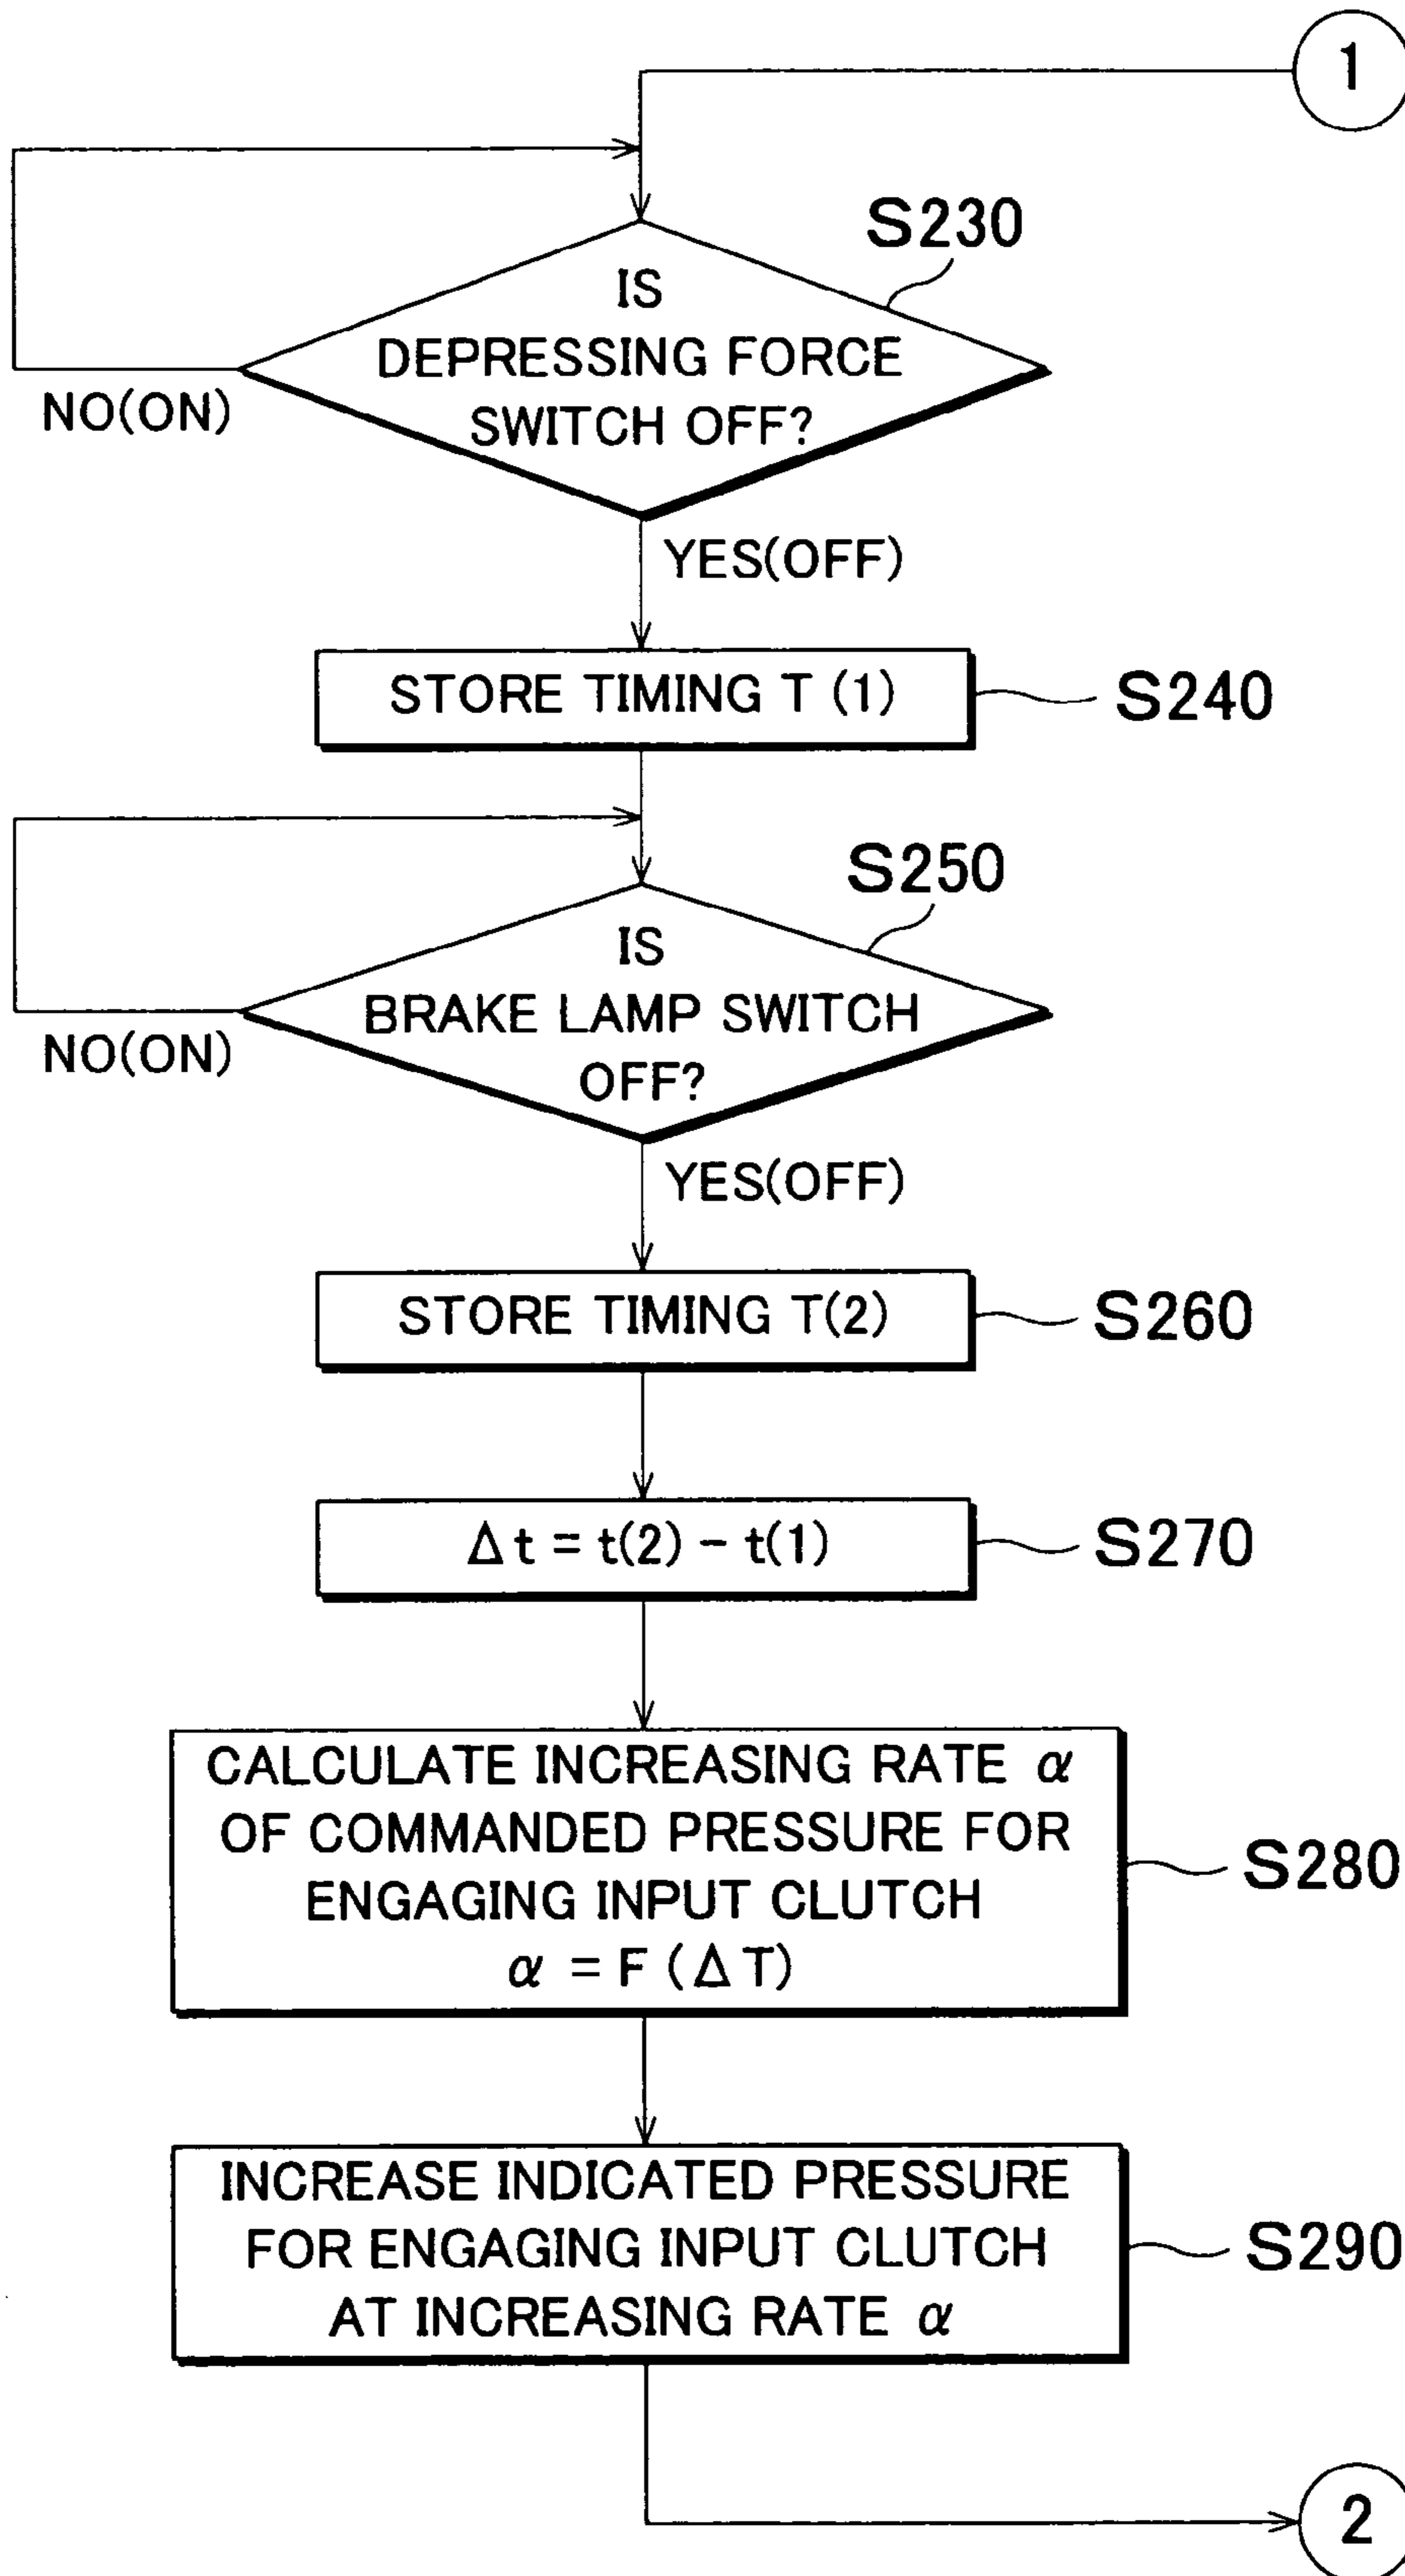 1
S230
IS
DEPRESSING FORCE
SWITCH OFF?
NO(ON)
YES(OFF)
STORE TIMING T (1)
S240
S250
IS
BRAKE LAMP SWITCH
OFF?
NO(ON)
YES(OFF)
STORE TIMING T(2)
S260
Δt = t(2) - t(1)
S270
CALCULATE INCREASING RATE α
OF COMMANDED PRESSURE FOR
ENGAGING INPUT CLUTCH
α = F (ΔT)
S280
INCREASE INDICATED PRESSURE
FOR ENGAGING INPUT CLUTCH
AT INCREASING RATE α
S290
2